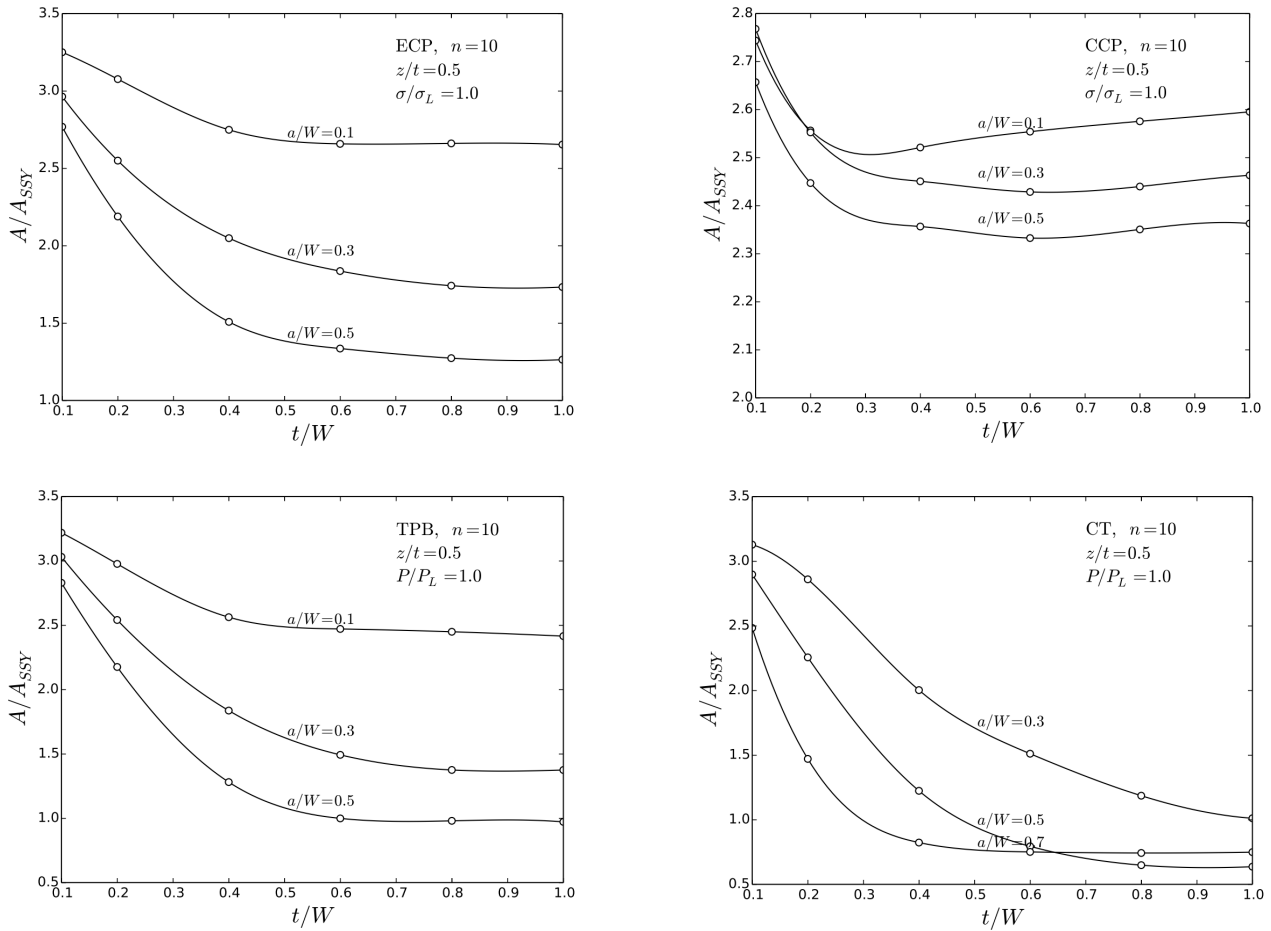 ECP, n=10
z/t=0.5
σ/σ_L=1.0
a/W=0.1
a/W=0.3
a/W=0.5
A/A_SSY
3.5
3.0
2.5
2.0
1.5
1.0
0.1 0.2 0.3 0.4 0.5 0.6 0.7 0.8 0.9 1.0
t/W
CCP, n=10
z/t=0.5
σ/σ_L=1.0
a/W=0.1
a/W=0.3
a/W=0.5
A/A_SSY
2.8
2.7
2.6
2.5
2.4
2.3
2.2
2.1
2.0
0.1 0.2 0.3 0.4 0.5 0.6 0.7 0.8 0.9 1.0
t/W
TPB, n=10
z/t=0.5
P/P_L=1.0
a/W=0.1
a/W=0.3
a/W=0.5
A/A_SSY
3.5
3.0
2.5
2.0
1.5
1.0
0.5
0.1 0.2 0.3 0.4 0.5 0.6 0.7 0.8 0.9 1.0
t/W
CT, n=10
z/t=0.5
P/P_L=1.0
a/W=0.3
a/W=0.5
a/W=0.7
A/A_SSY
3.5
3.0
2.5
2.0
1.5
1.0
0.5
0.1 0.2 0.3 0.4 0.5 0.6 0.7 0.8 0.9 1.0
t/W